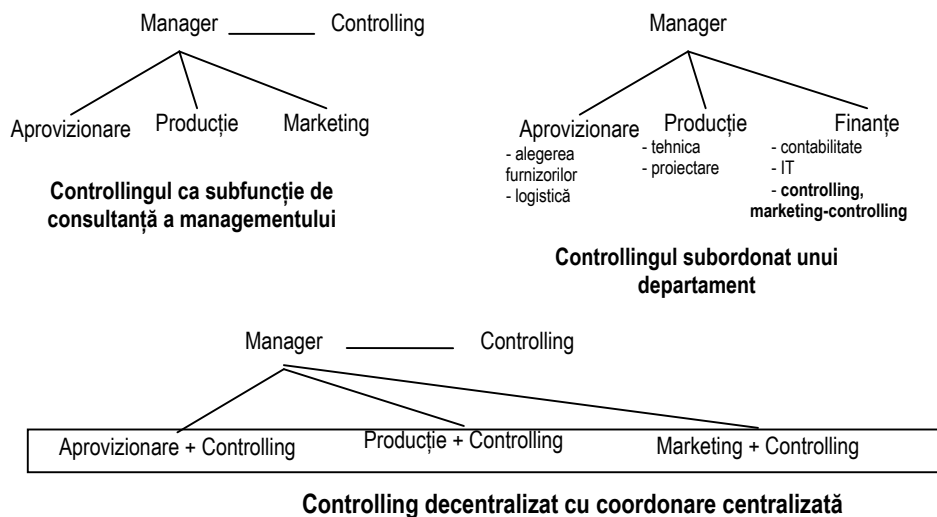 Manager Controlling
Aprovizionare Producție Marketing
Controllingul ca subfuncție de
consultanță a managementului
Manager
Aprovizionare
- alegerea
furnizorilor
- logistică
Producție
- tehnica
- proiectare
Finanțe
- contabilitate
- IT
- controlling,
marketing-controlling
Controllingul subordonat unui
departament
Manager Controlling
Aprovizionare + Controlling Producție + Controlling Marketing + Controlling
Controlling decentralizat cu coordonare centralizată